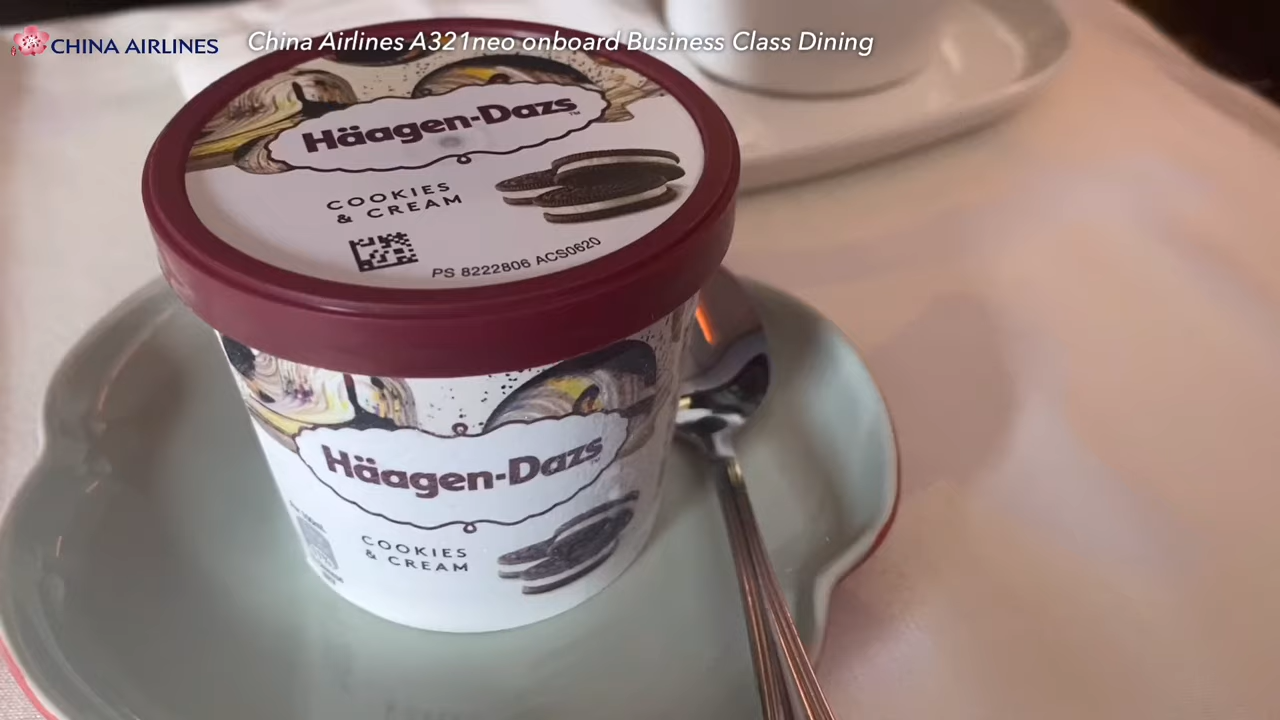 CHINA AIRLINES
China Airlines A321neo onboard Business Class Dining
Häagen-Dazs™
COOKIES
& CREAM
PS 8222806 ACS0620
Häagen-Dazs
COOKIES
& CREAM